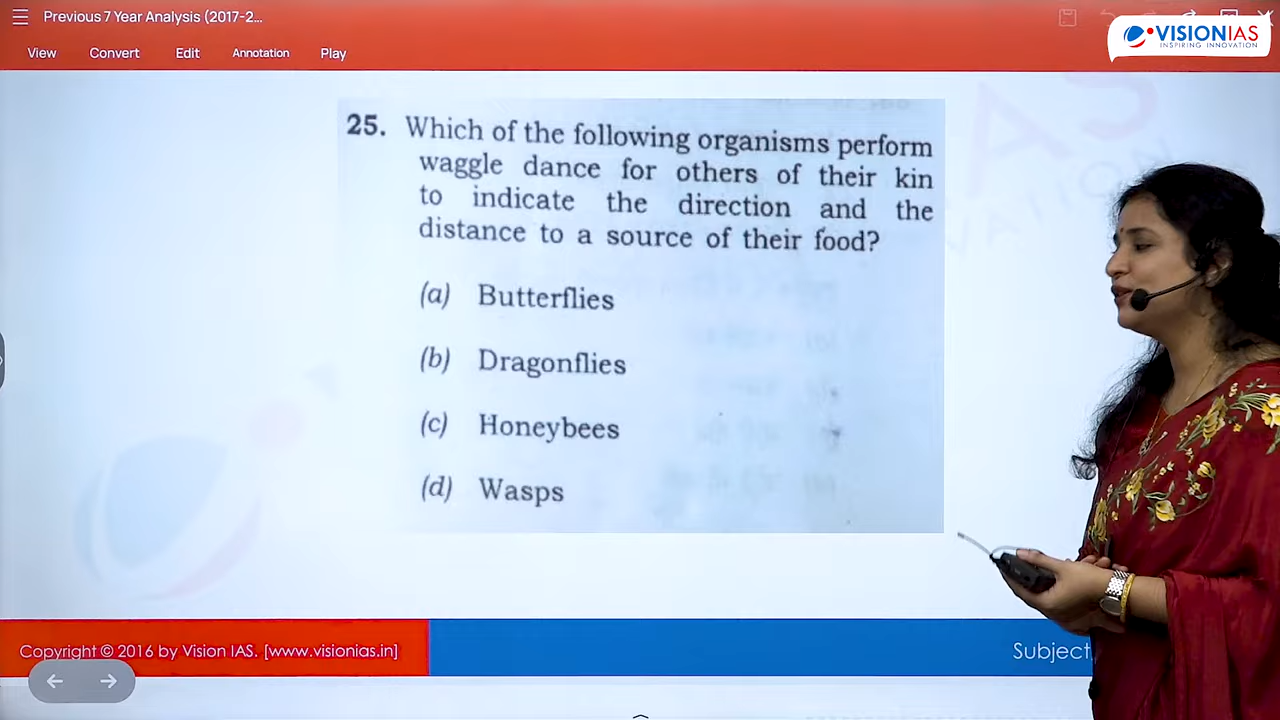 Previous 7 Year Analysis (2017-2...
VISIONIAS
INSPIRING INNOVATION
View Convert Edit Annotation Play
25. Which of the following organisms perform
waggle dance for others of their kin
to indicate the direction and the
distance to a source of their food?
(a) Butterflies
(b) Dragonflies
(c) Honeybees
(d) Wasps
Copyright © 2016 by Vision IAS. [www.visionias.in]
Subject